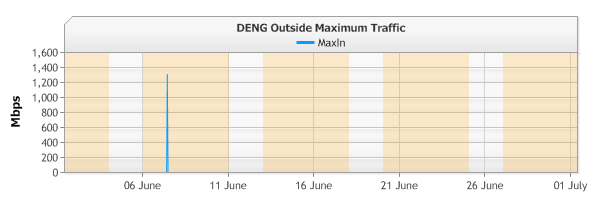 DENG Outside Maximum Traffic
MaxIn
Mbps
1,600
1,400
1,200
1,000
800
600
400
200
0
06 June 11 June 16 June 21 June 26 June 01 July